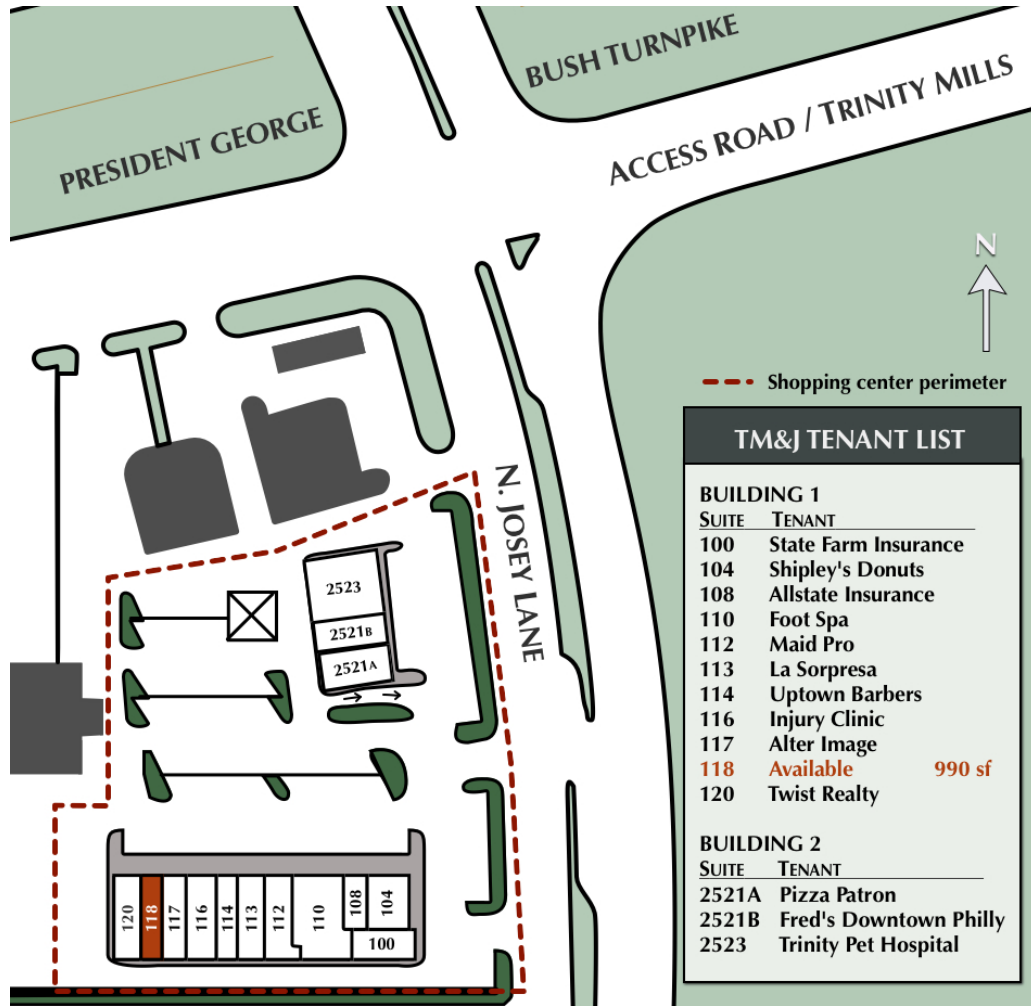 BUSH TURNPIKE
PRESIDENT GEORGE
ACCESS ROAD / TRINITY MILLS
N
Shopping center perimeter
N. JOSEY LANE
2523
2521B
2521A
120
118
117
116
114
113
112
110
108
104
100
TM&J TENANT LIST
BUILDING 1
SUITE TENANT
100 State Farm Insurance
104 Shipley's Donuts
108 Allstate Insurance
110 Foot Spa
112 Maid Pro
113 La Sorpresa
114 Uptown Barbers
116 Injury Clinic
117 Alter Image
118 Available 990 sf
120 Twist Realty
BUILDING 2
SUITE TENANT
2521A Pizza Patron
2521B Fred's Downtown Philly
2523 Trinity Pet Hospital